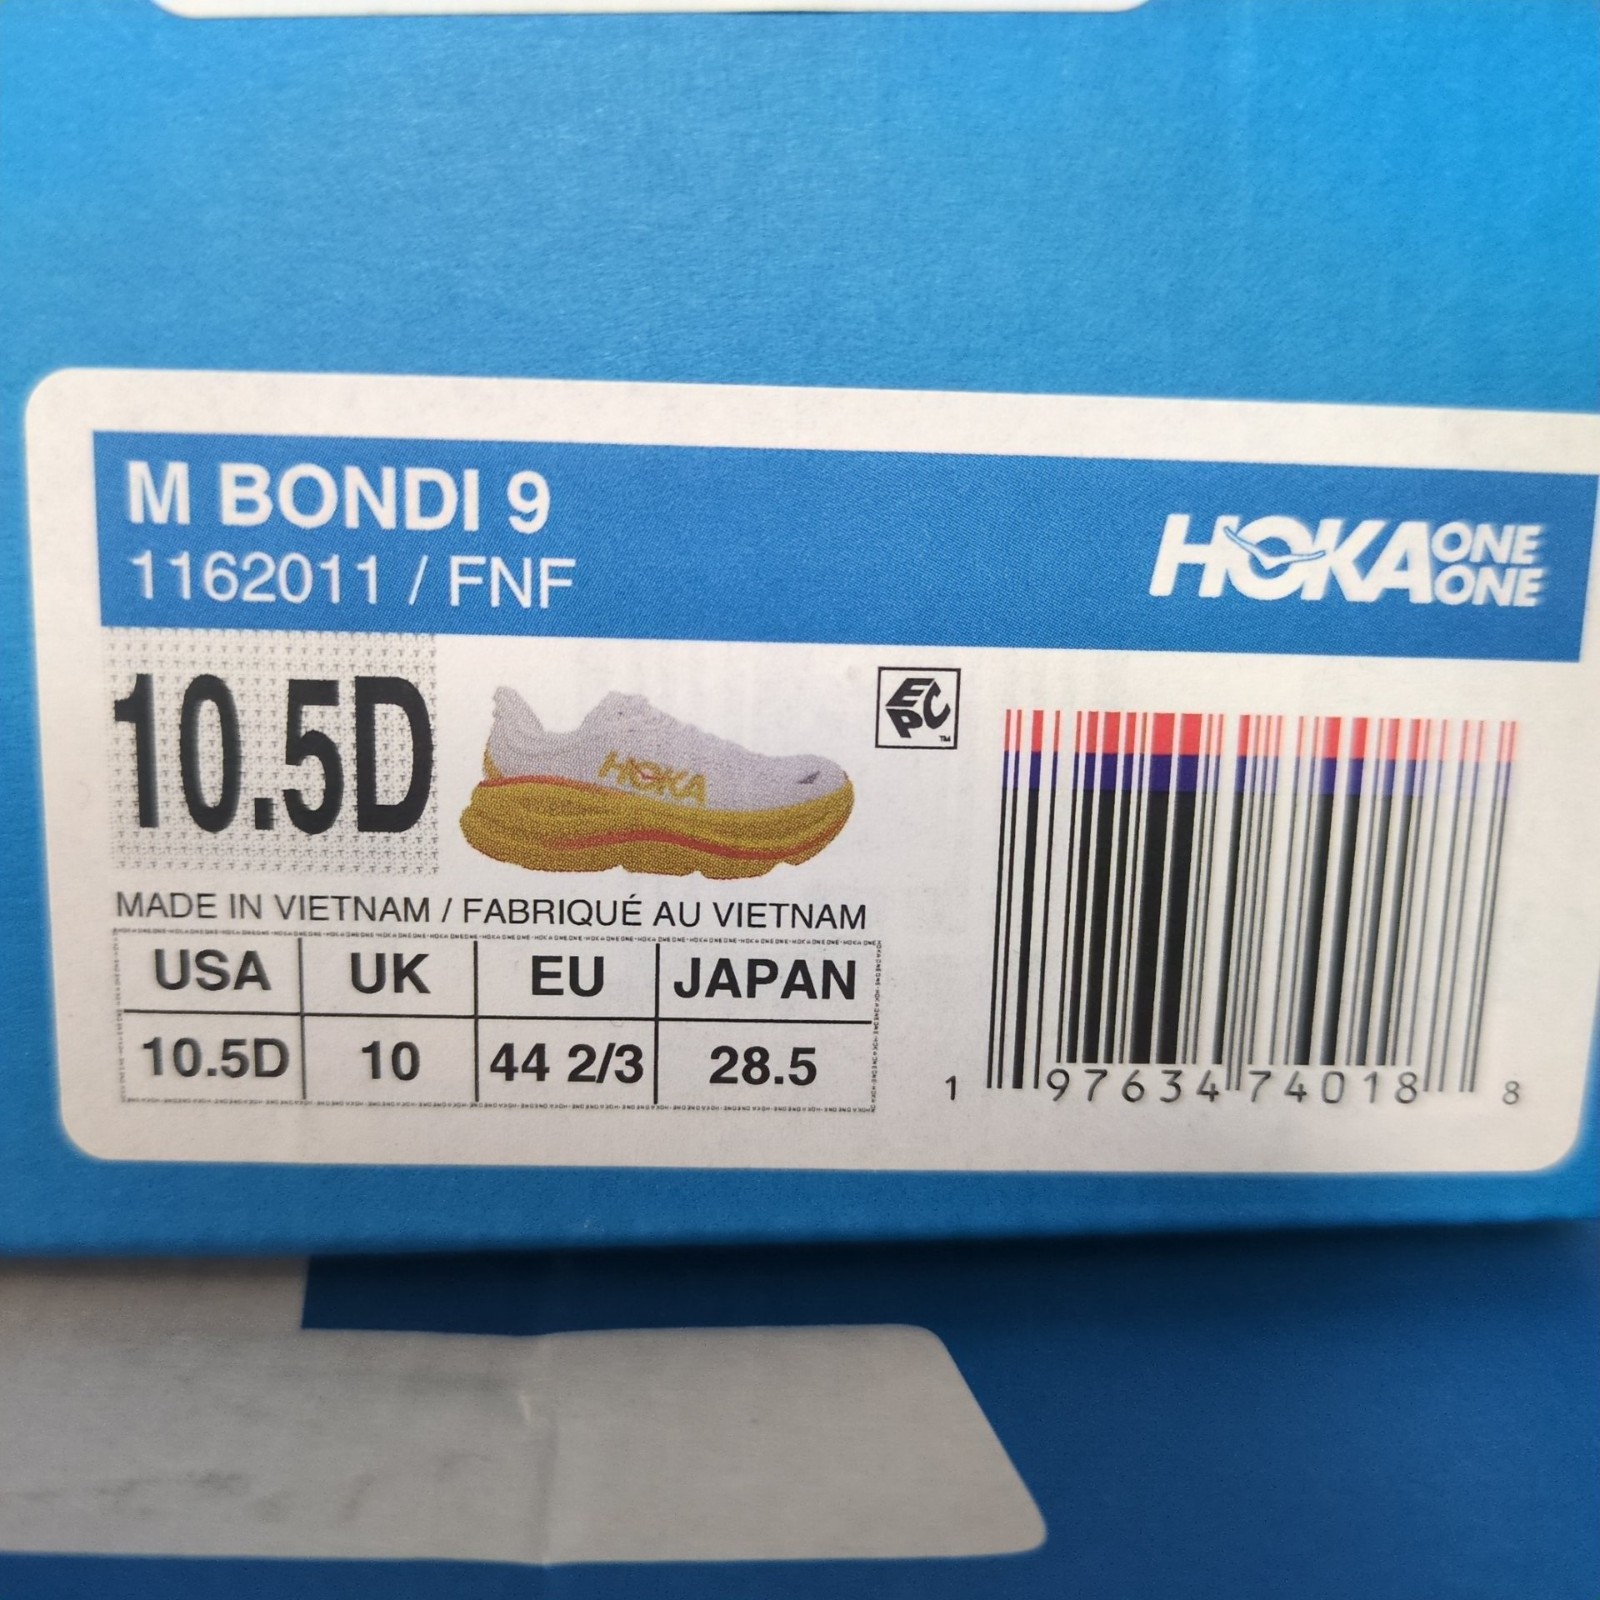 M BONDI 9
1162011 / FNF
HOKA ONE ONE
10.5D
HOKA
EPC™
MADE IN VIETNAM / FABRIQUÉ AU VIETNAM
USA UK EU JAPAN
10.5D 10 44 2/3 28.5
1 97634 74018 8